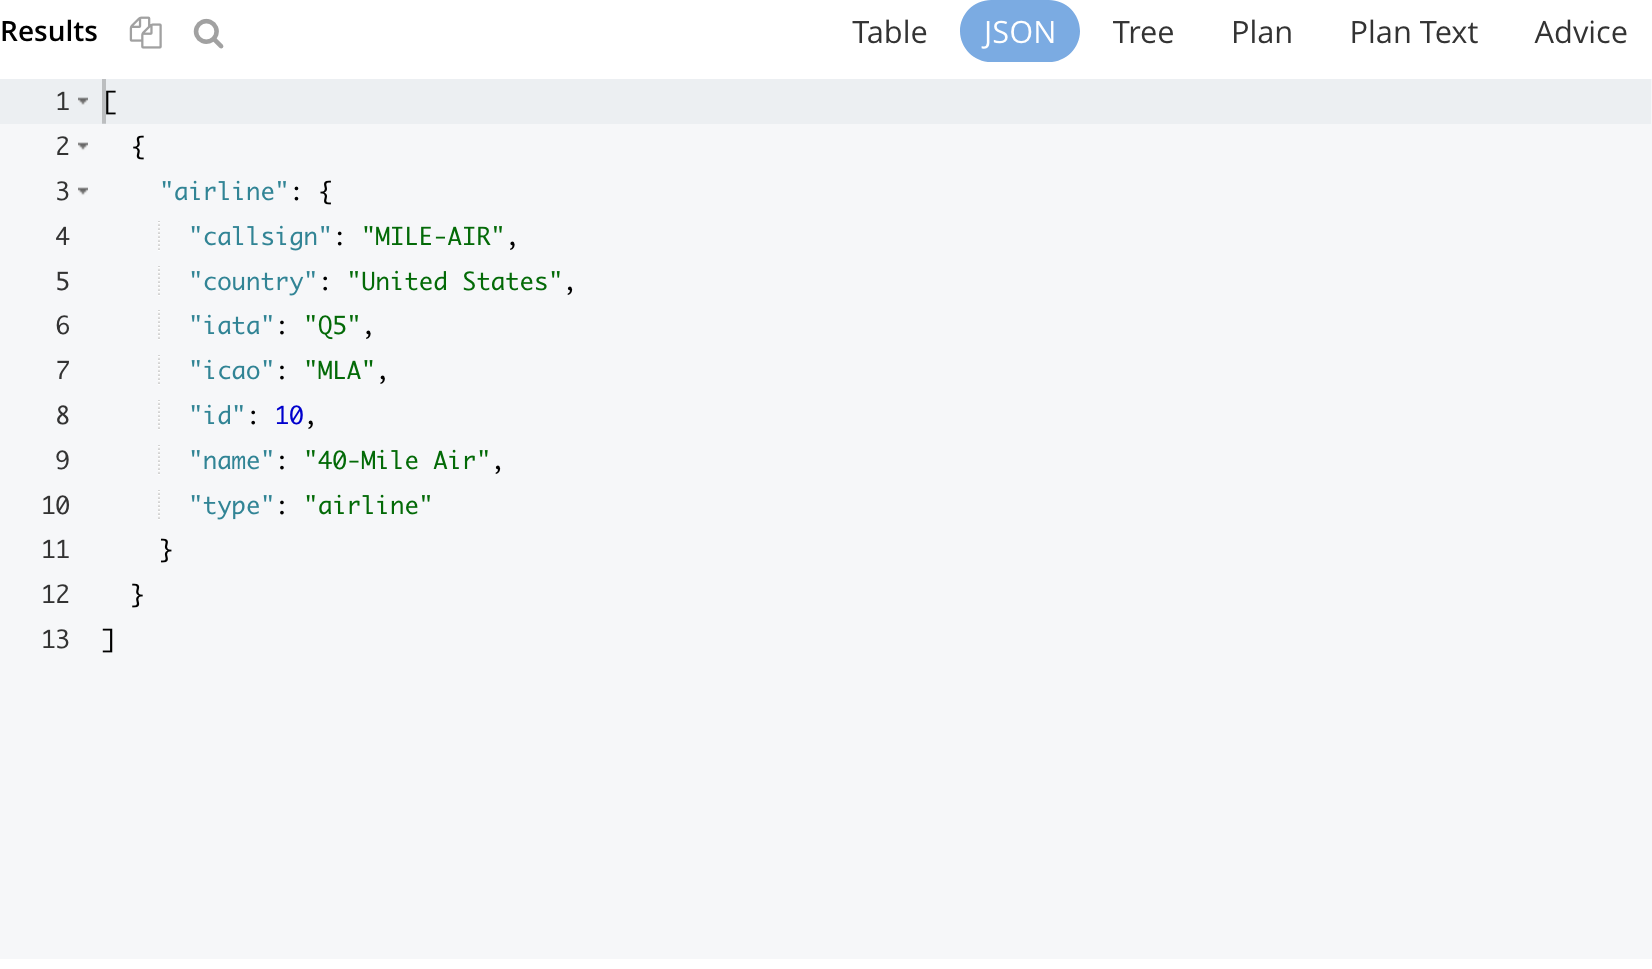 Results Table JSON Tree Plan Plan Text Advice
1 [
2   {
3     "airline": {
4       "callsign": "MILE-AIR",
5       "country": "United States",
6       "iata": "Q5",
7       "icao": "MLA",
8       "id": 10,
9       "name": "40-Mile Air",
10       "type": "airline"
11     }
12   }
13 ]